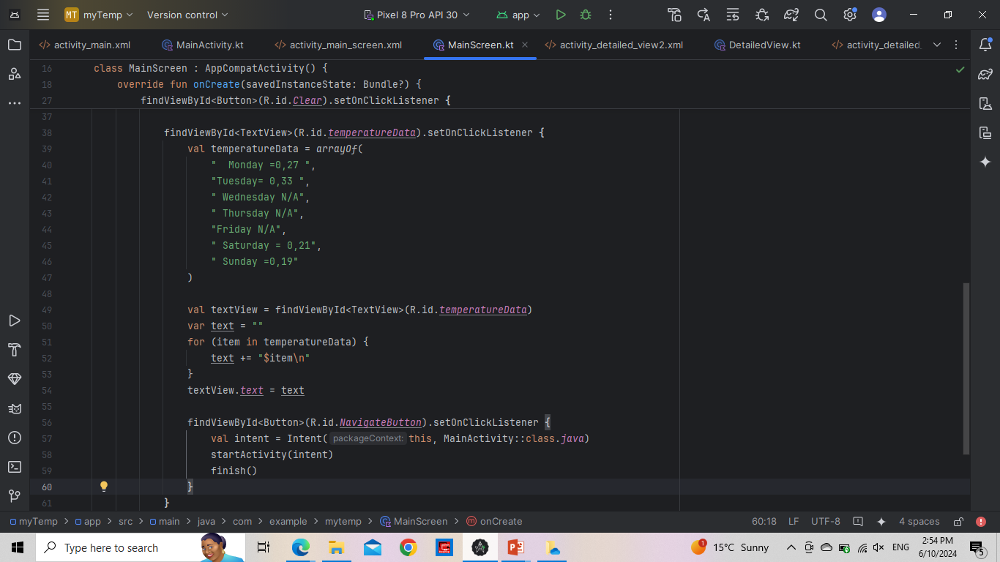 MT myTemp Version control Pixel 8 Pro API 30 app
activity_main.xml MainActivity.kt activity_main_screen.xml MainScreen.kt activity_detailed_view2.xml DetailedView.kt activity_detailed_
16 class MainScreen : AppCompatActivity() {
18 override fun onCreate(savedInstanceState: Bundle?) {
27 findViewById<Button>(R.id.Clear).setOnClickListener {
37
38 findViewById<TextView>(R.id.temperatureData).setOnClickListener {
39 val temperatureData = arrayOf(
40 "  Monday =0,27 ",
41 "Tuesday= 0,33 ",
42 " Wednesday N/A",
43 " Thursday N/A",
44 "Friday N/A",
45 " Saturday = 0,21",
46 " Sunday =0,19"
47 )
48
49 val textView = findViewById<TextView>(R.id.temperatureData)
50 var text = ""
51 for (item in temperatureData) {
52 text += "$item\n"
53 }
54 textView.text = text
55
56 findViewById<Button>(R.id.NavigateButton).setOnClickListener {
57 val intent = Intent( packageContext: this, MainActivity::class.java)
58 startActivity(intent)
59 finish()
60 }
61 }
myTemp > app > src > main > java > com > example > mytemp > MainScreen > onCreate 60:18 LF UTF-8 4 spaces
Type here to search 1 15°C Sunny ENG 2:54 PM
6/10/2024 5